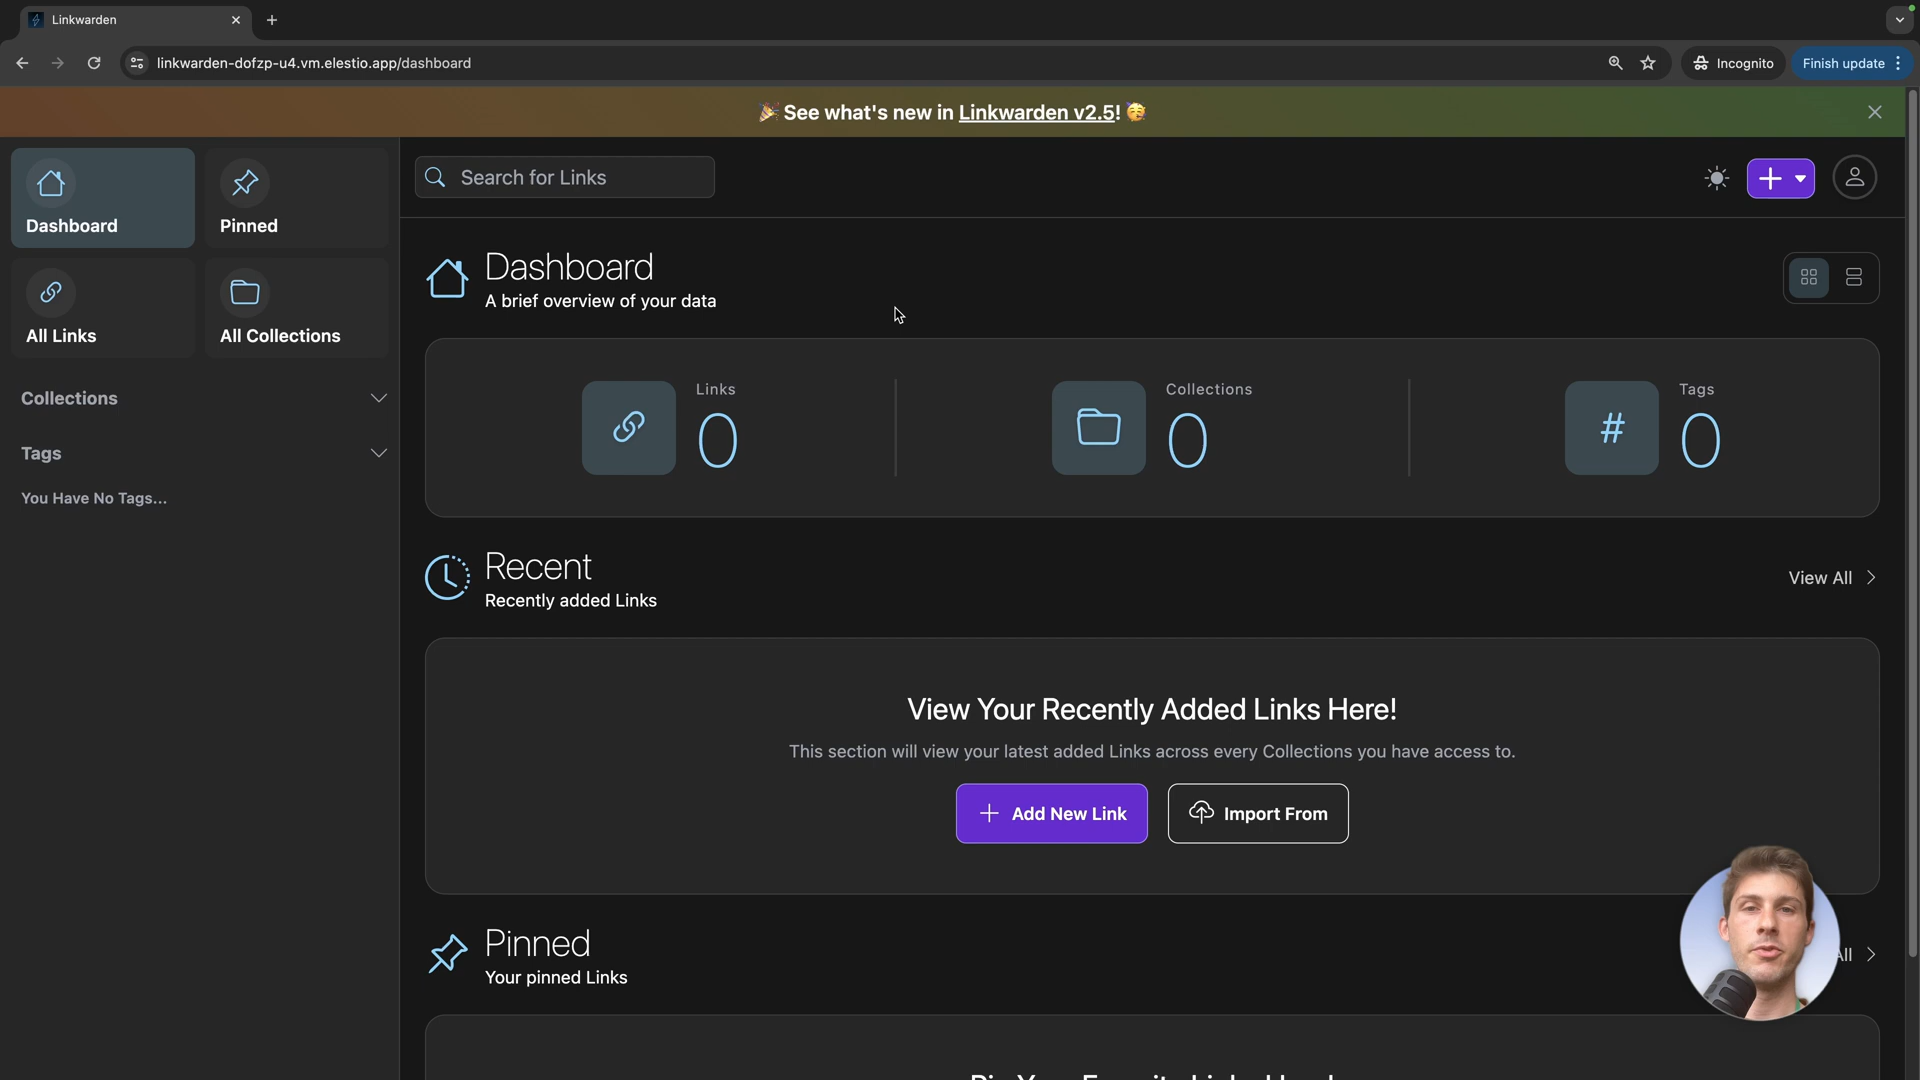 Linkwarden
linkwarden-dofzp-u4.vm.elestio.app/dashboard
Incognito
Finish update
🎉 See what's new in Linkwarden v2.5! 🥳
Dashboard
Pinned
All Links
All Collections
Collections
Tags
You Have No Tags...
Search for Links
Dashboard
A brief overview of your data
Links
0
Collections
0
Tags
0
Recent
Recently added Links
View All
View Your Recently Added Links Here!
This section will view your latest added Links across every Collections you have access to.
Add New Link
Import From
Pinned
Your pinned Links
All